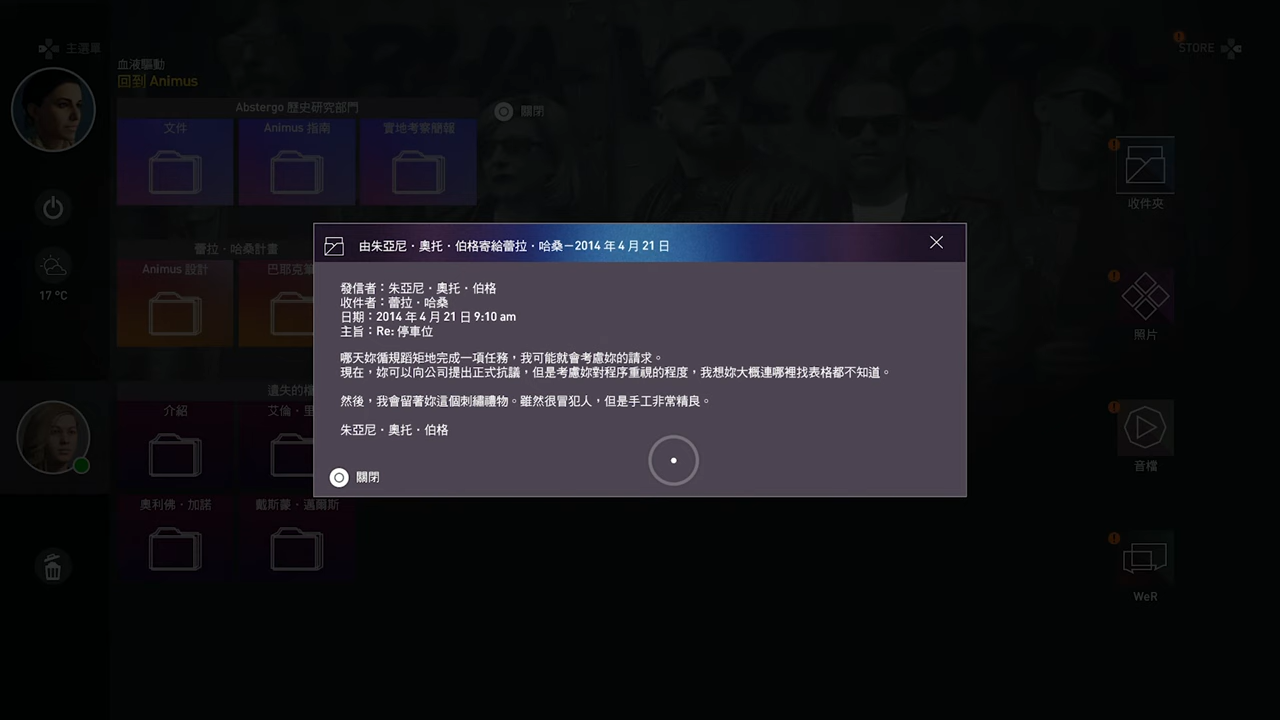 主選單
STORE
血液驅動
回到 Animus
Abstergo 歷史研究部門
關閉
文件
Animus 指南
實地考察簡報
收件夾
由朱亞尼·奧托·伯格寄給蕾拉·哈桑－2014 年 4 月 21 日
蕾拉·哈桑計畫
Animus 設計
巴耶克
17 °C
發信者：朱亞尼·奧托·伯格
收件者：蕾拉·哈桑
日期：2014 年 4 月 21 日 9:10 am
主旨：Re: 停車位
照片
哪天妳循規蹈矩地完成一項任務，我可能就會考慮妳的請求。
現在，妳可以向公司提出正式抗議，但是考慮妳對程序重視的程度，我想妳大概連哪裡找表格都不知道。
遺失的檔
然後，我會留著妳這個刺繡禮物。雖然很冒犯人，但是手工非常精良。
介紹
艾倫·里
朱亞尼·奧托·伯格
音檔
關閉
奧利佛·加諾
戴斯蒙·邁爾斯
WeR